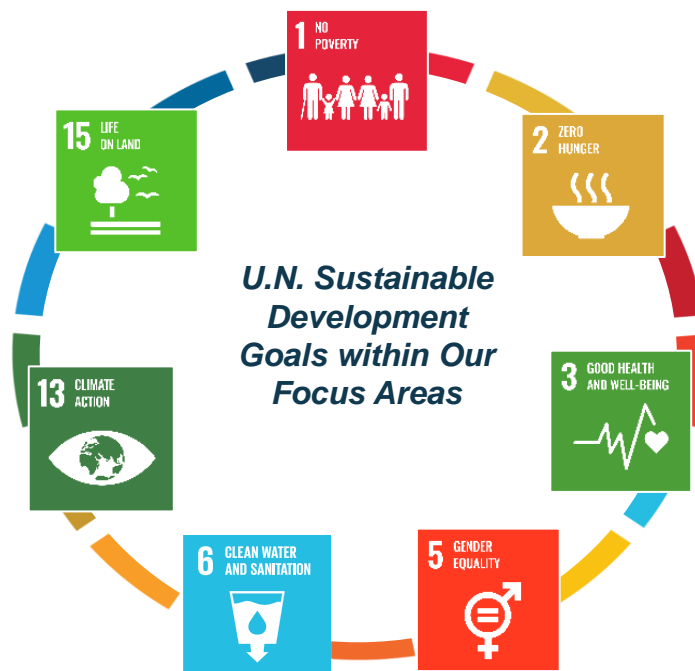 1 NO
POVERTY
2 ZERO
HUNGER
3 GOOD HEALTH
AND WELL-BEING
5 GENDER
EQUALITY
6 CLEAN WATER
AND SANITATION
13 CLIMATE
ACTION
15 LIFE
ON LAND
U.N. Sustainable
Development
Goals within Our
Focus Areas